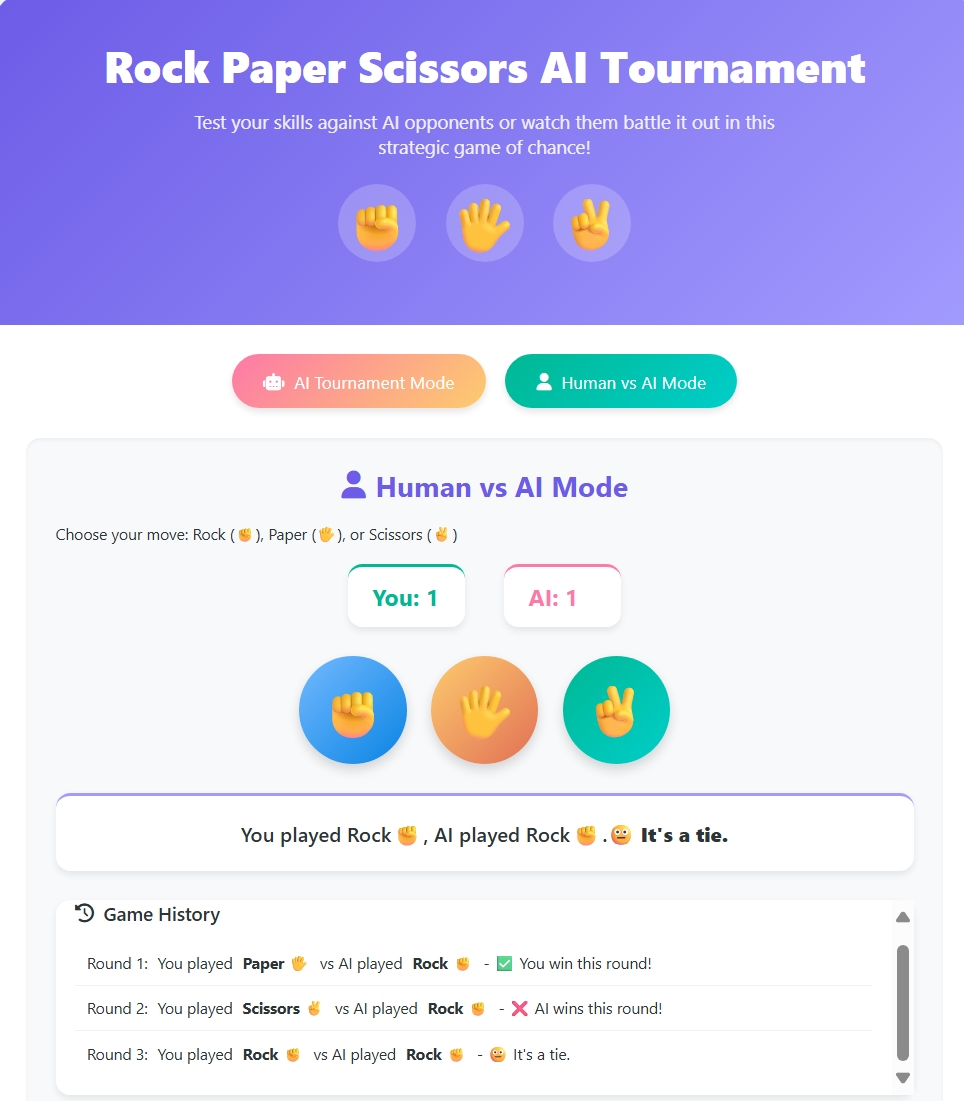 Rock Paper Scissors AI Tournament
Test your skills against AI opponents or watch them battle it out in this
strategic game of chance!
AI Tournament Mode
Human vs AI Mode
Human vs AI Mode
Choose your move: Rock (✊), Paper (🖐), or Scissors (✌)
You: 1
AI: 1
You played Rock ✊, AI played Rock ✊. 😐 It's a tie.
Game History
Round 1: You played Paper 🖐 vs AI played Rock ✊ - ✅ You win this round!
Round 2: You played Scissors ✌ vs AI played Rock ✊ - ❌ AI wins this round!
Round 3: You played Rock ✊ vs AI played Rock ✊ - 😐 It's a tie.